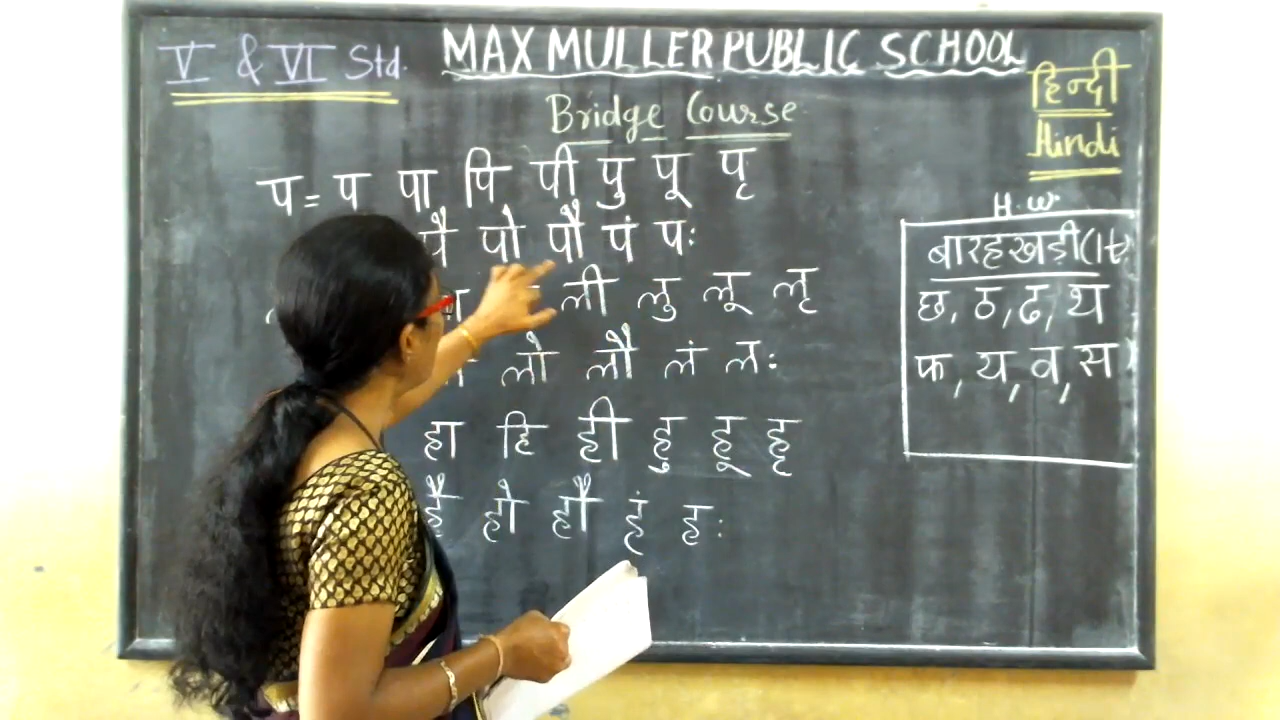 V & VI Std.
MAX MULLER PUBLIC SCHOOL
हिन्दी
Hindi
Bridge Course
प = प पा पि पी पु पू पृ
पै पो पौ पं पः
ली लु लू लृ
लो लौ लं लः
हा हि ही हु हू हृ
है हो हौ हं हः
H.W.
बारहखड़ी
छ, ठ, ढ, थ
फ, य, व, स